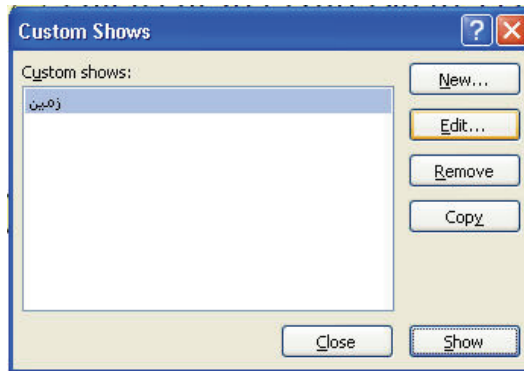 Custom Shows
Custom shows:
زمین
New...
Edit...
Remove
Copy
Close
Show